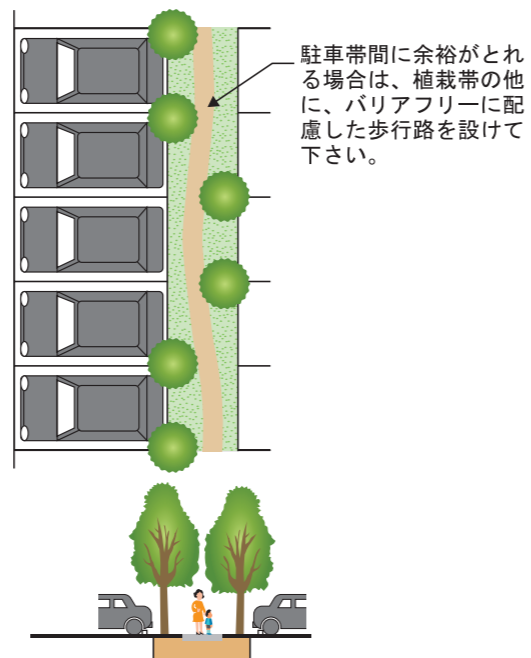 駐車帯間に余裕がとれ
る場合は、植栽帯の他
に、バリアフリーに配
慮した歩行路を設けて
下さい。